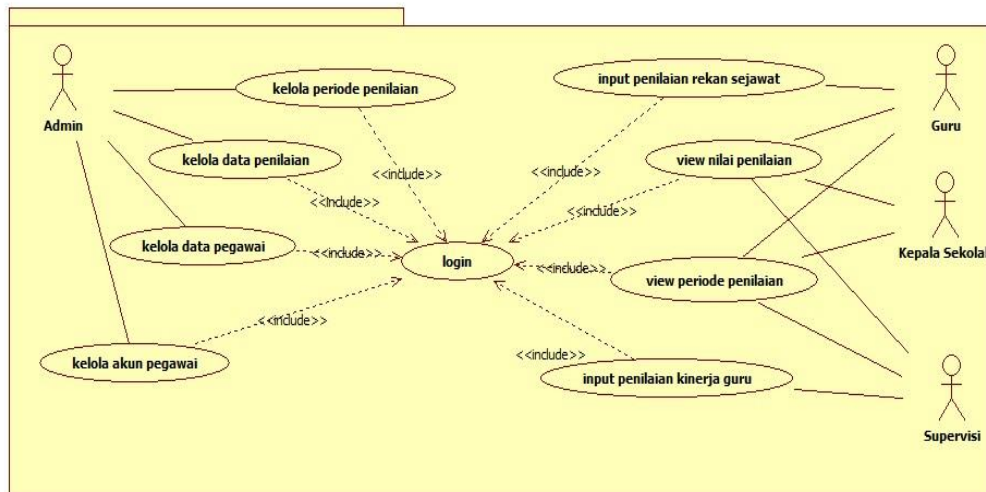 kelola periode penilaian
input penilaian rekan sejawat
Admin
Guru
kelola data penilaian
view nilai penilaian
<<include>>
<<include>>
<<include>>
<<include>>
kelola data pegawai
<<include>>
login
<<include>>
view periode penilaian
Kepala Sekolah
<<include>>
kelola akun pegawai
<<include>>
input penilaian kinerja guru
Supervisi